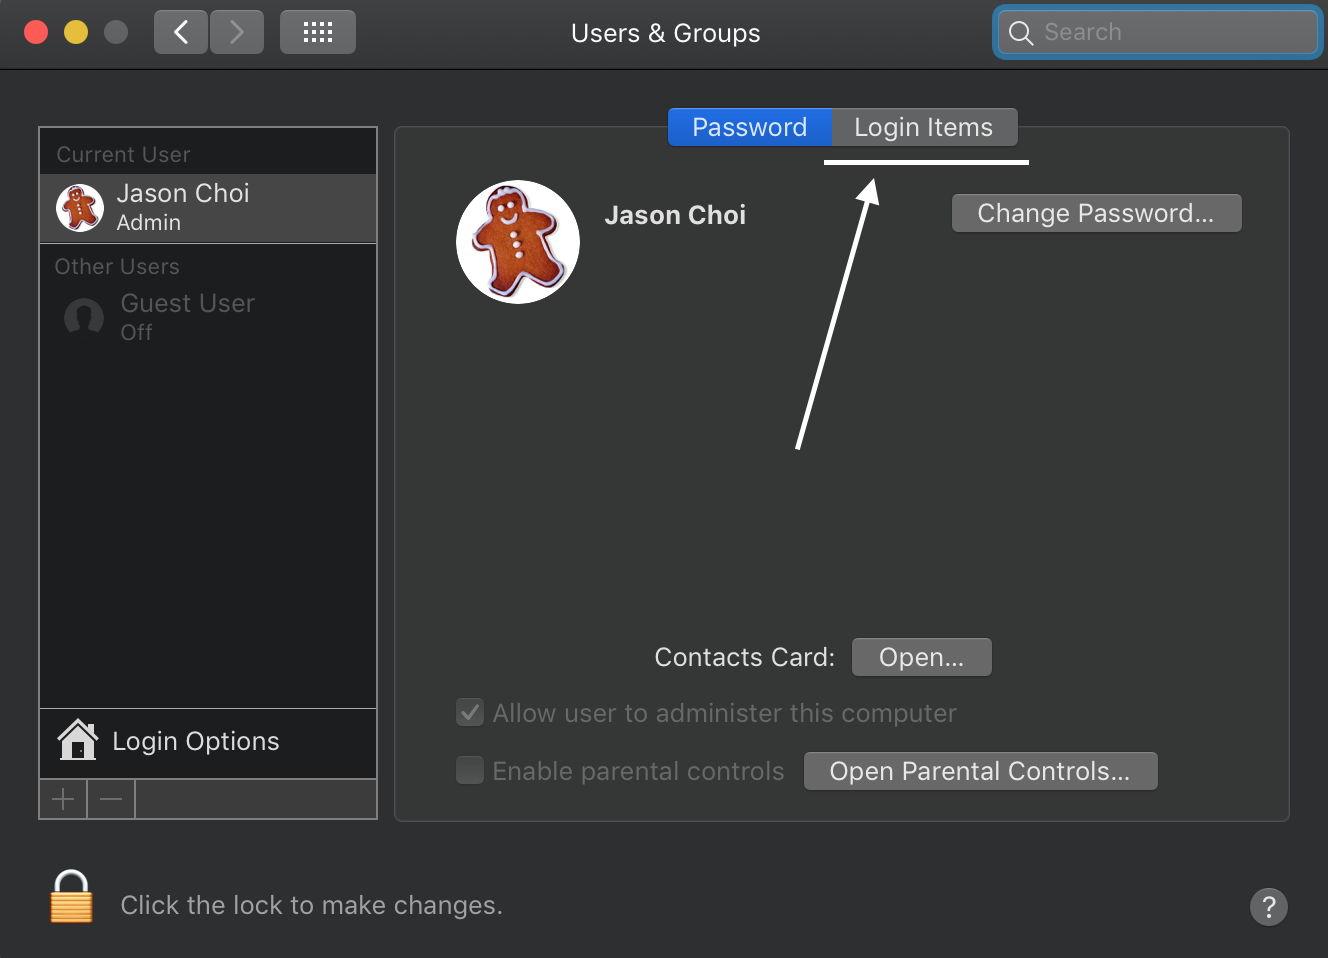 Users & Groups
Search
Password
Login Items
Current User
Jason Choi
Admin
Other Users
Guest User
Off
Jason Choi
Change Password...
Contacts Card:
Open...
Allow user to administer this computer
Enable parental controls
Open Parental Controls...
Login Options
Click the lock to make changes.
?